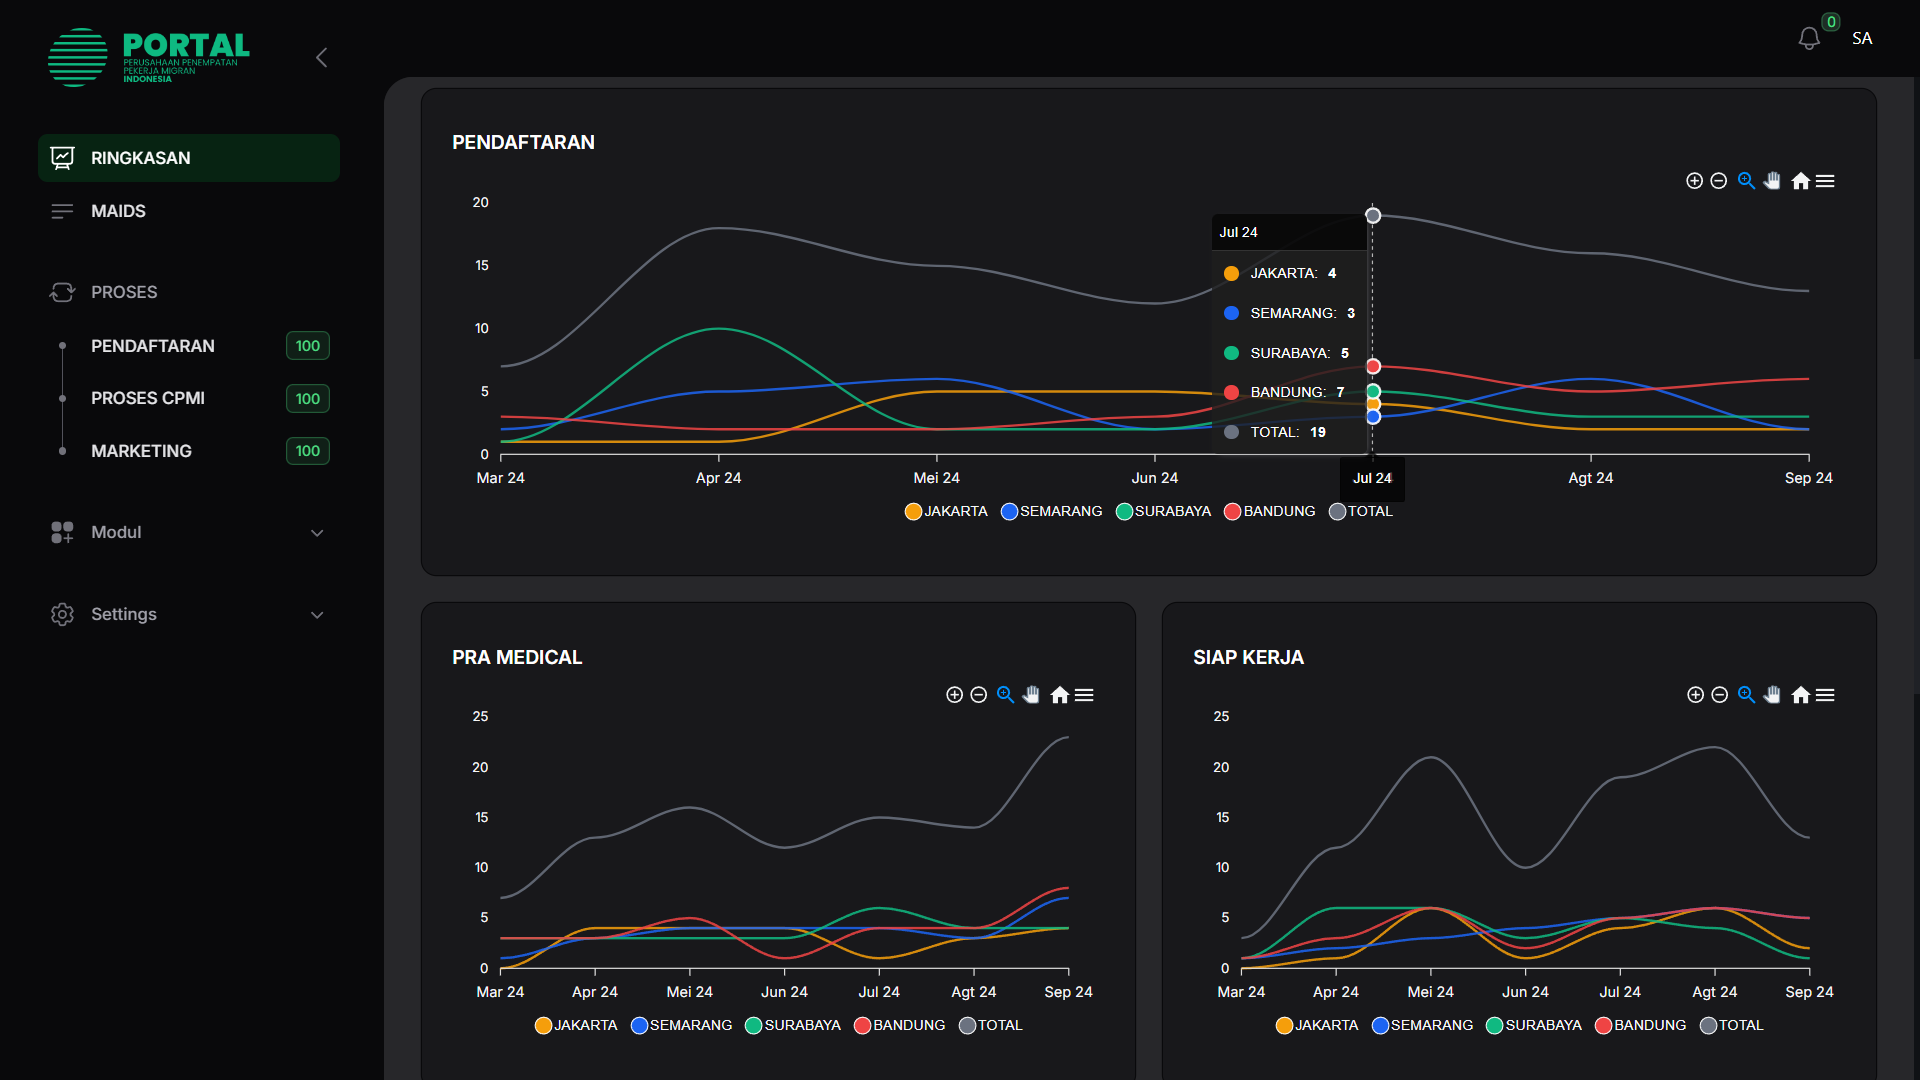 PORTAL
PERUSAHAAN PENEMPATAN
PEKERJA MIGRAN
INDONESIA
0
SA
RINGKASAN
MAIDS
PROSES
PENDAFTARAN 100
PROSES CPMI 100
MARKETING 100
Modul
Settings
PENDAFTARAN
20
15
10
5
0
Jul 24
JAKARTA: 4
SEMARANG: 3
SURABAYA: 5
BANDUNG: 7
TOTAL: 19
Mar 24 Apr 24 Mei 24 Jun 24 Jul 24 Agt 24 Sep 24
JAKARTA SEMARANG SURABAYA BANDUNG TOTAL
PRA MEDICAL
25
20
15
10
5
0
Mar 24 Apr 24 Mei 24 Jun 24 Jul 24 Agt 24 Sep 24
JAKARTA SEMARANG SURABAYA BANDUNG TOTAL
SIAP KERJA
25
20
15
10
5
0
Mar 24 Apr 24 Mei 24 Jun 24 Jul 24 Agt 24 Sep 24
JAKARTA SEMARANG SURABAYA BANDUNG TOTAL